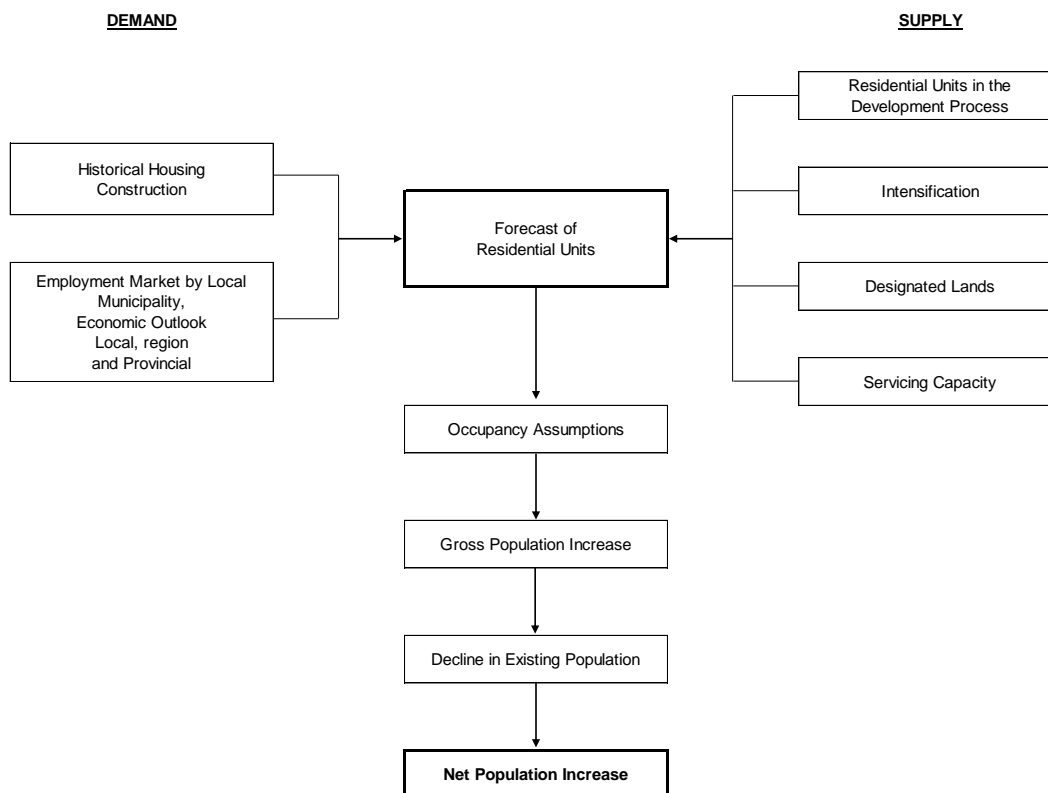 DEMAND
SUPPLY
Residential Units in the
Development Process
Historical Housing
Construction
Intensification
Forecast of
Residential Units
Employment Market by Local
Municipality,
Economic Outlook
Local, region
and Provincial
Designated Lands
Servicing Capacity
Occupancy Assumptions
Gross Population Increase
Decline in Existing Population
Net Population Increase